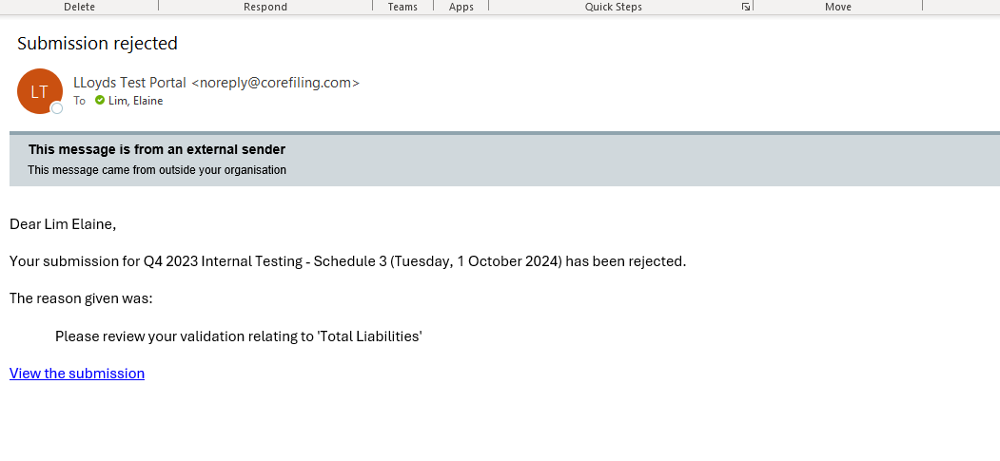 Delete Respond Teams Apps Quick Steps Move
Submission rejected
LT
LLoyds Test Portal <noreply@corefiling.com>
To Lim, Elaine
This message is from an external sender
This message came from outside your organisation
Dear Lim Elaine,
Your submission for Q4 2023 Internal Testing - Schedule 3 (Tuesday, 1 October 2024) has been rejected.
The reason given was:
Please review your validation relating to 'Total Liabilities'
View the submission